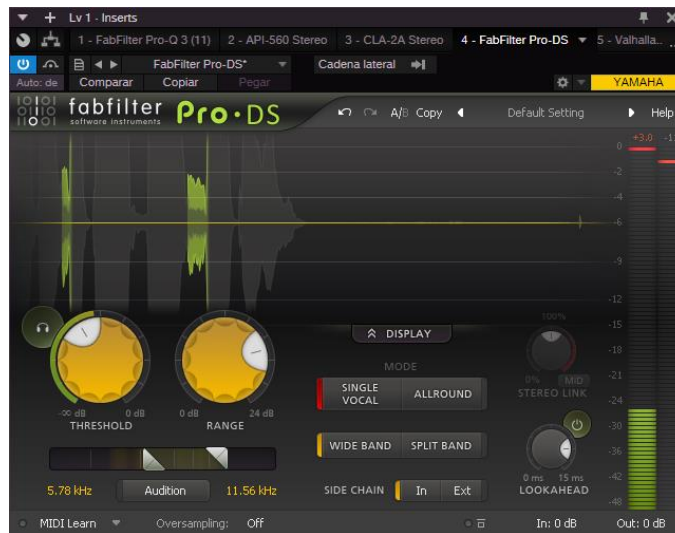 Lv 1 - Inserts
1 - FabFilter Pro-Q 3 (11) 2 - API-560 Stereo 3 - CLA-2A Stereo 4 - FabFilter Pro-DS 5 - Valhalla...
FabFilter Pro-DS* Cadena lateral
Auto: de Comparar Copiar Pegar YAMAHA
fabfilter Pro·DS A/B Copy Default Setting Help
software instruments
+3.0 -1
0
-2
-4
-6
-9
-12
-15
-18
-21
-24
-30
-36
-42
-48
DISPLAY
100%
MODE
0% MID
STEREO LINK
SINGLE VOCAL ALLROUND
-∞ dB 0 dB 0 dB 24 dB
THRESHOLD RANGE
WIDE BAND SPLIT BAND
0 ms 15 ms
LOOKAHEAD
5.78 kHz Audition 11.56 kHz SIDE CHAIN In Ext
MIDI Learn Oversampling: Off In: 0 dB Out: 0 dB